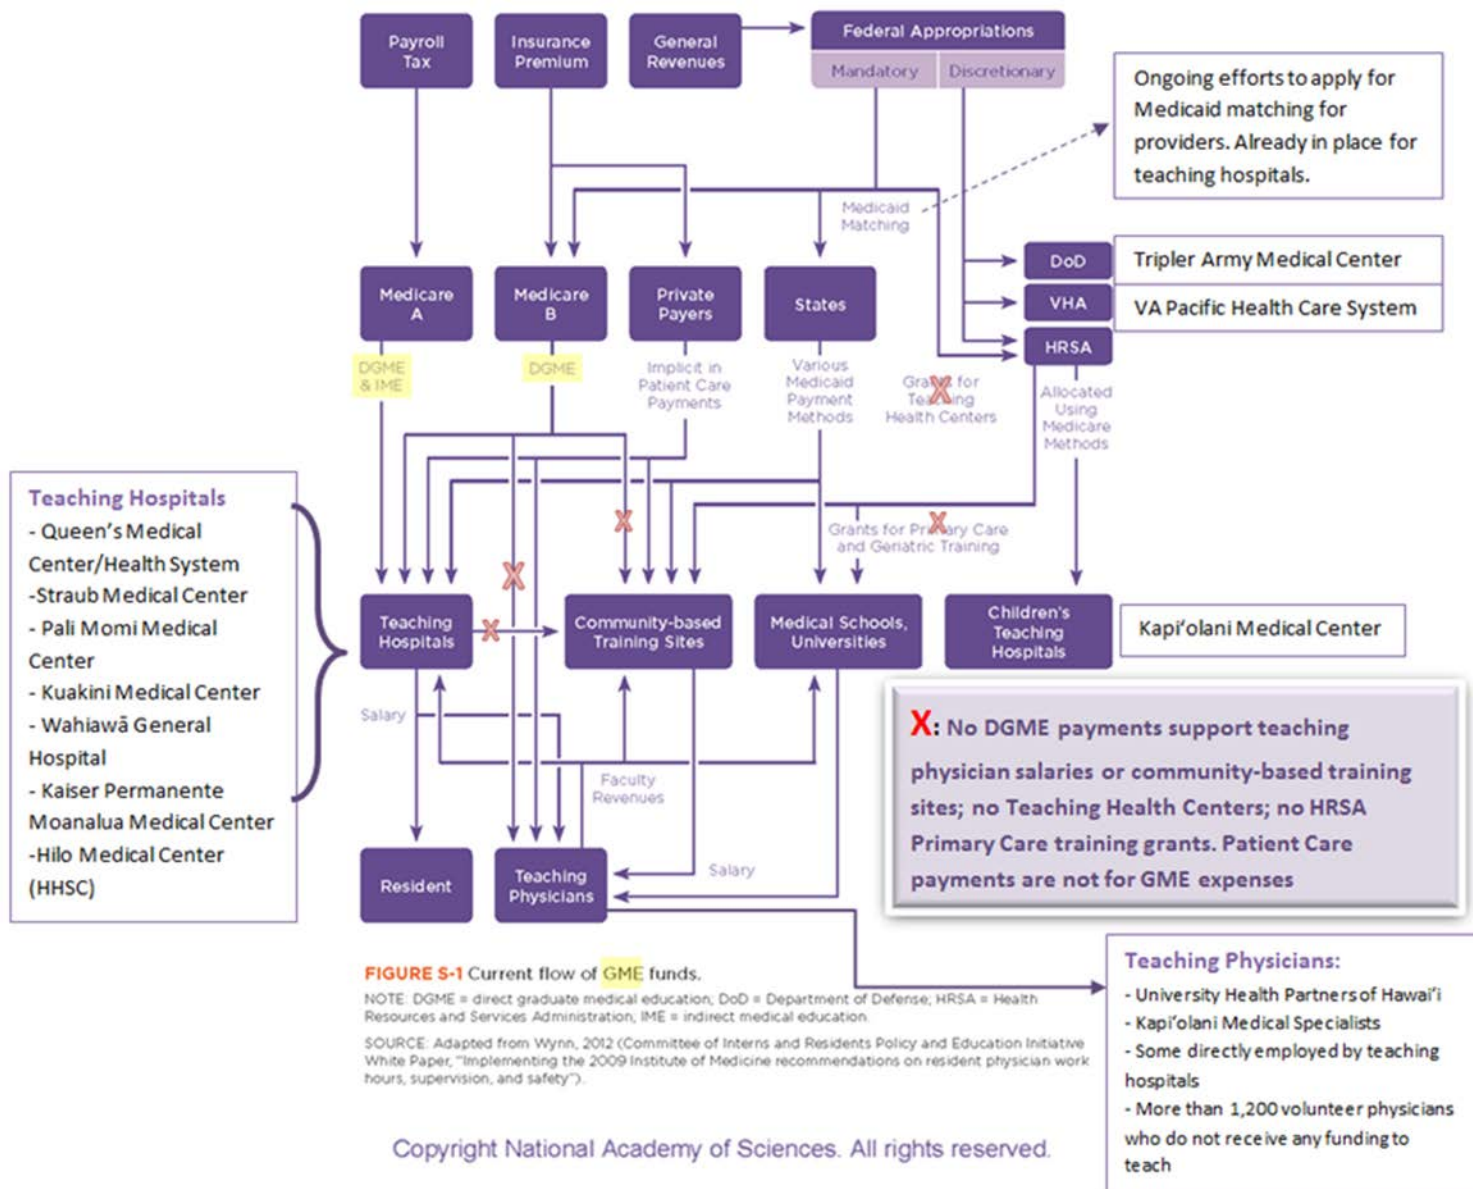 Payroll
Tax
Insurance
Premium
General
Revenues
Federal Appropriations
Mandatory
Discretionary
Ongoing efforts to apply for
Medicaid matching for
providers. Already in place for
teaching hospitals.
Medicaid
Matching
Medicare
A
Medicare
B
Private
Payers
States
DoD
Tripler Army Medical Center
VHA
VA Pacific Health Care System
HRSA
DGME
& IME
DGME
Implicit in
Patient Care
Payments
Various
Medicaid
Payment
Methods
Grants for
Teaching
Health Centers
Allocated
Using
Medicare
Methods
X
X
X
Grants for Primary Care
and Geriatric Training
X
X
Teaching Hospitals
- Queen's Medical
Center/Health System
-Straub Medical Center
- Pali Momi Medical
Center
- Kuakini Medical Center
- Wahiawā General
Hospital
- Kaiser Permanente
Moanalua Medical Center
-Hilo Medical Center
(HHSC)
Teaching
Hospitals
Community-based
Training Sites
Medical Schools,
Universities
Children's
Teaching
Hospitals
Kapiʻolani Medical Center
Salary
Faculty
Revenues
X: No DGME payments support teaching
physician salaries or community-based training
sites; no Teaching Health Centers; no HRSA
Primary Care training grants. Patient Care
payments are not for GME expenses
Resident
Teaching
Physicians
Salary
FIGURE S-1 Current flow of GME funds.
NOTE: DGME = direct graduate medical education; DoD = Department of Defense; HRSA = Health
Resources and Services Administration; IME = indirect medical education.
SOURCE: Adapted from Wynn, 2012 (Committee of Interns and Residents Policy and Education Initiative
White Paper, "Implementing the 2009 Institute of Medicine recommendations on resident physician work
hours, supervision, and safety").
Teaching Physicians:
- University Health Partners of Hawaiʻi
- Kapiʻolani Medical Specialists
- Some directly employed by teaching
hospitals
- More than 1,200 volunteer physicians
who do not receive any funding to
teach
Copyright National Academy of Sciences. All rights reserved.